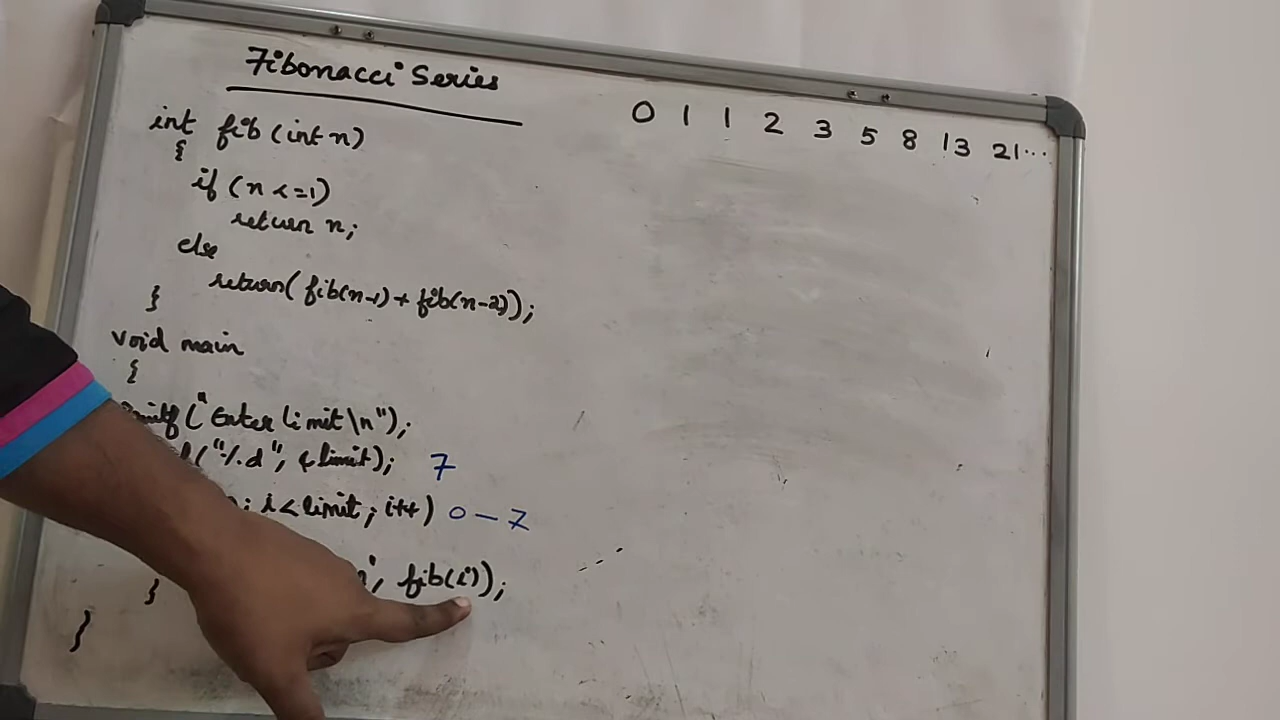 Fibonacci Series
0 1 1 2 3 5 8 13 21...
int fib (int n)
{
if (n <=1)
return n;
else
return( fib(n-1) + fib(n-2));
}
void main
{
("Enter limit\n");
("%d", &limit); 7
; i< limit; i++) 0 - 7
", fib(i));
}
}